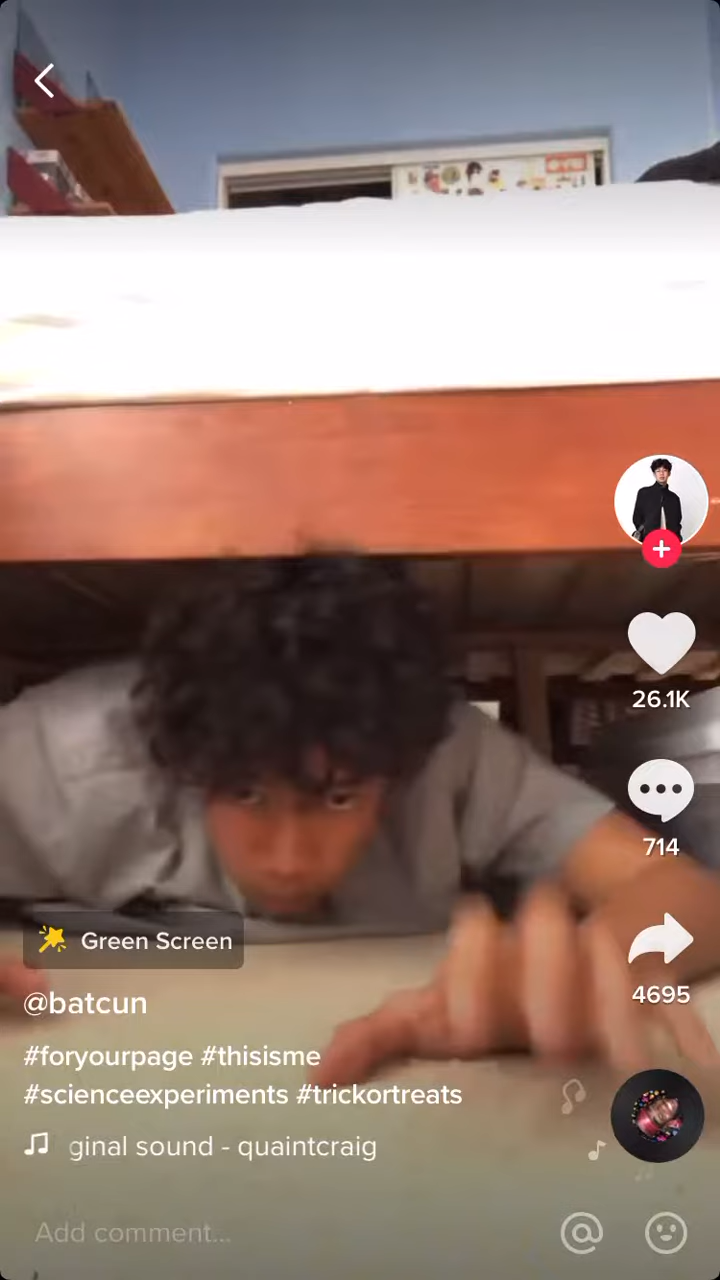 26.1K
714
4695
Green Screen
@batcun
#foryourpage #thisisme
#scienceexperiments #trickortreats
ginal sound - quaintcraig
Add comment...